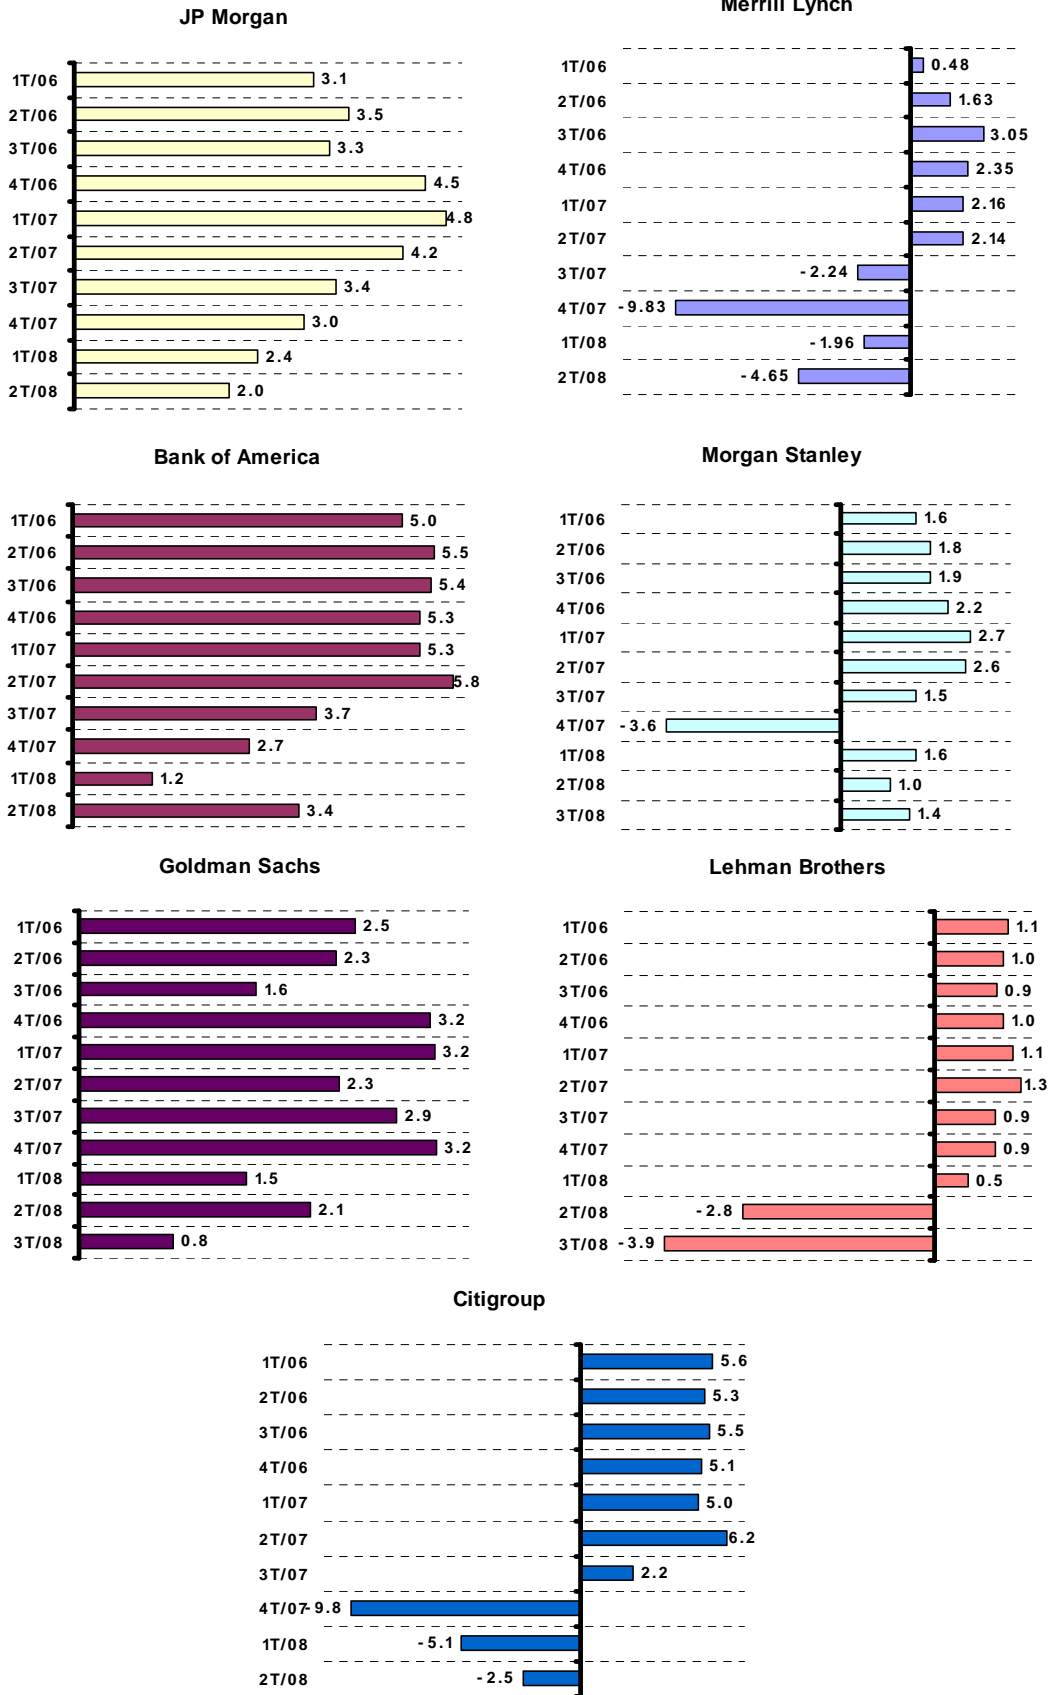 JP Morgan
1T/06 3.1
2T/06 3.5
3T/06 3.3
4T/06 4.5
1T/07 4.8
2T/07 4.2
3T/07 3.4
4T/07 3.0
1T/08 2.4
2T/08 2.0
Merrill Lynch
1T/06 0.48
2T/06 1.63
3T/06 3.05
4T/06 2.35
1T/07 2.16
2T/07 2.14
3T/07 -2.24
4T/07 -9.83
1T/08 -1.96
2T/08 -4.65
Bank of America
1T/06 5.0
2T/06 5.5
3T/06 5.4
4T/06 5.3
1T/07 5.3
2T/07 5.8
3T/07 3.7
4T/07 2.7
1T/08 1.2
2T/08 3.4
Morgan Stanley
1T/06 1.6
2T/06 1.8
3T/06 1.9
4T/06 2.2
1T/07 2.7
2T/07 2.6
3T/07 1.5
4T/07 -3.6
1T/08 1.6
2T/08 1.0
3T/08 1.4
Goldman Sachs
1T/06 2.5
2T/06 2.3
3T/06 1.6
4T/06 3.2
1T/07 3.2
2T/07 2.3
3T/07 2.9
4T/07 3.2
1T/08 1.5
2T/08 2.1
3T/08 0.8
Lehman Brothers
1T/06 1.1
2T/06 1.0
3T/06 0.9
4T/06 1.0
1T/07 1.1
2T/07 1.3
3T/07 0.9
4T/07 0.9
1T/08 0.5
2T/08 -2.8
3T/08 -3.9
Citigroup
1T/06 5.6
2T/06 5.3
3T/06 5.5
4T/06 5.1
1T/07 5.0
2T/07 6.2
3T/07 2.2
4T/07 -9.8
1T/08 -5.1
2T/08 -2.5